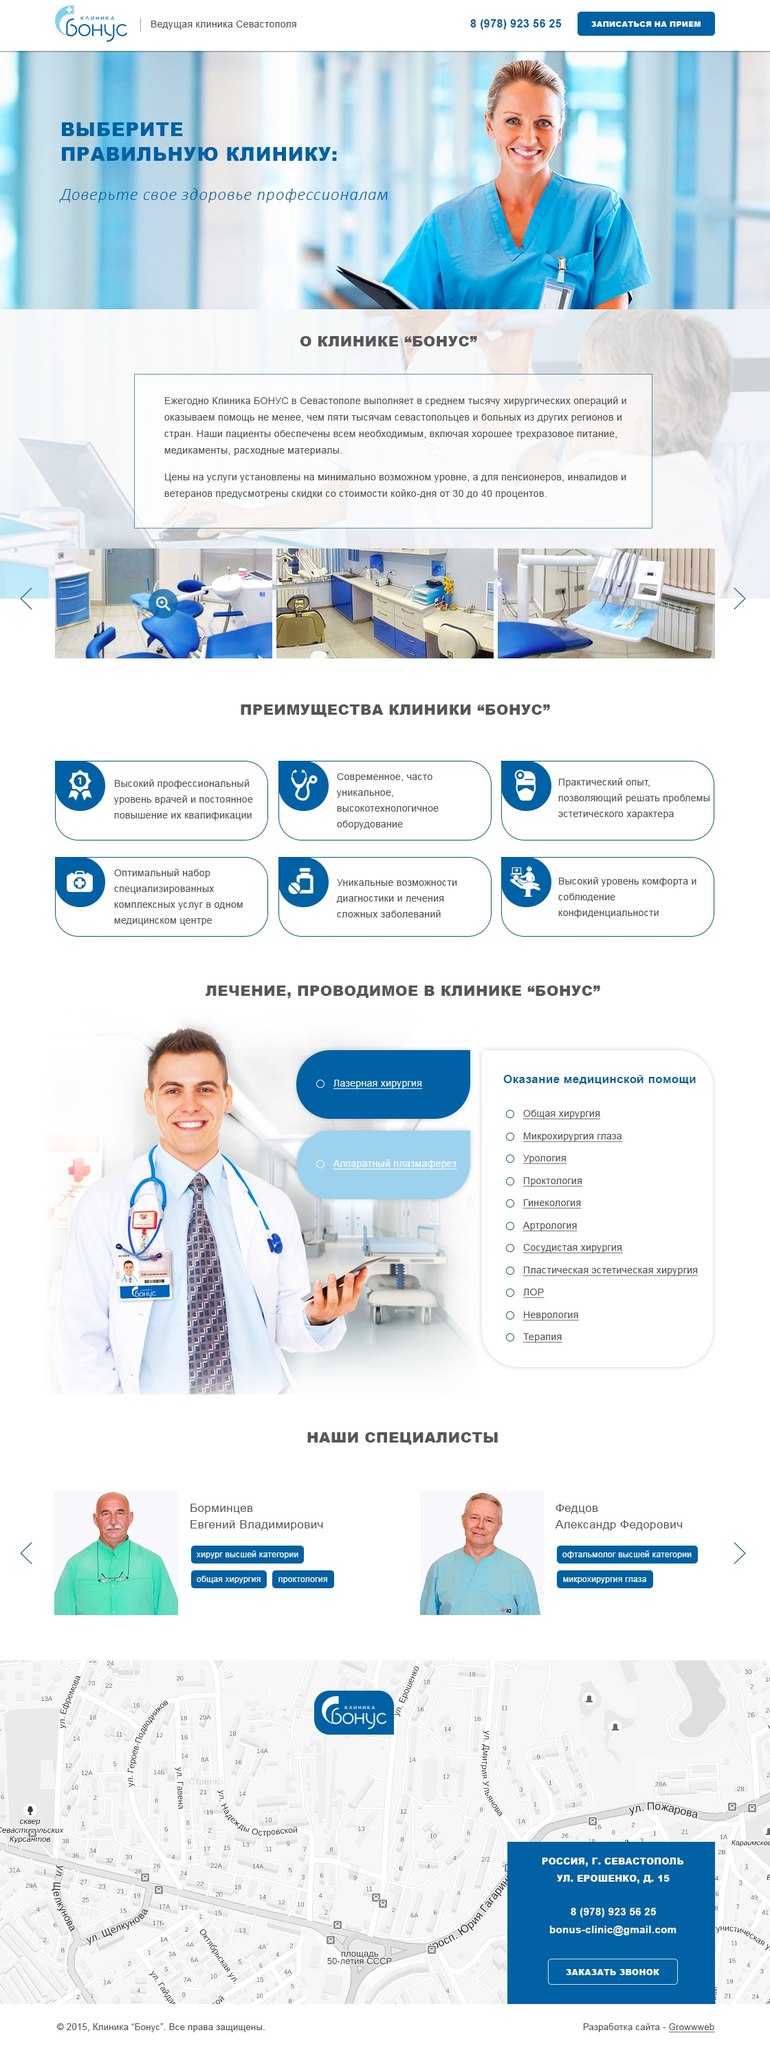 КЛИНИКА
БОНУС
Ведущая клиника Севастополя
8 (978) 923 56 25
ЗАПИСАТЬСЯ НА ПРИЕМ
ВЫБЕРИТЕ
ПРАВИЛЬНУЮ КЛИНИКУ:
Доверьте свое здоровье профессионалам
О КЛИНИКЕ “БОНУС”
Ежегодно Клиника БОНУС в Севастополе выполняет в среднем тысячу хирургических операций и
оказываем помощь не менее, чем пяти тысячам севастопольцев и больных из других регионов и
стран. Наши пациенты обеспечены всем необходимым, включая хорошее трехразовое питание,
медикаменты, расходные материалы.
Цены на услуги установлены на минимально возможном уровне, а для пенсионеров, инвалидов и
ветеранов предусмотрены скидки со стоимости койко-дня от 30 до 40 процентов.
ПРЕИМУЩЕСТВА КЛИНИКИ “БОНУС”
1
Высокий профессиональный
уровень врачей и постоянное
повышение их квалификации
Современное, часто
уникальное,
высокотехнологичное
оборудование
Практический опыт,
позволяющий решать проблемы
эстетического характера
Оптимальный набор
специализированных
комплексных услуг в одном
медицинском центре
Уникальные возможности
диагностики и лечения
сложных заболеваний
Высокий уровень комфорта и
соблюдение
конфиденциальности
ЛЕЧЕНИЕ, ПРОВОДИМОЕ В КЛИНИКЕ “БОНУС”
Лазерная хирургия
Аппаратный плазмаферез
Оказание медицинской помощи
Общая хирургия
Микрохирургия глаза
Урология
Проктология
Гинекология
Артрология
Сосудистая хирургия
Пластическая эстетическая хирургия
ЛОР
Неврология
Терапия
БОНУС
НАШИ СПЕЦИАЛИСТЫ
Борминцев
Евгений Владимирович
хирург высшей категории
общая хирургия
проктология
Федцов
Александр Федорович
офтальмолог высшей категории
микрохирургия глаза
КЛИНИКА
БОНУС
ул. Ефремова
ул. Героев-Подводников
ул. Гавена
ул. Ерошенко
ул. Дмитрия Ульянова
Стрелка
ул. Надежды Островской
ул. Пожарова
сквер
Севастопольских
Курсантов
ул. Щелкунова
ул. Щелкунова
Октябрьская ул.
просп. Юрия Гагарина
площадь
50-летия СССР
РОССИЯ, Г. СЕВАСТОПОЛЬ
УЛ. ЕРОШЕНКО, Д. 15
8 (978) 923 56 25
bonus-clinic@gmail.com
ЗАКАЗАТЬ ЗВОНОК
© 2015, Клиника “Бонус”. Все права защищены.
Разработка сайта - Growwweb